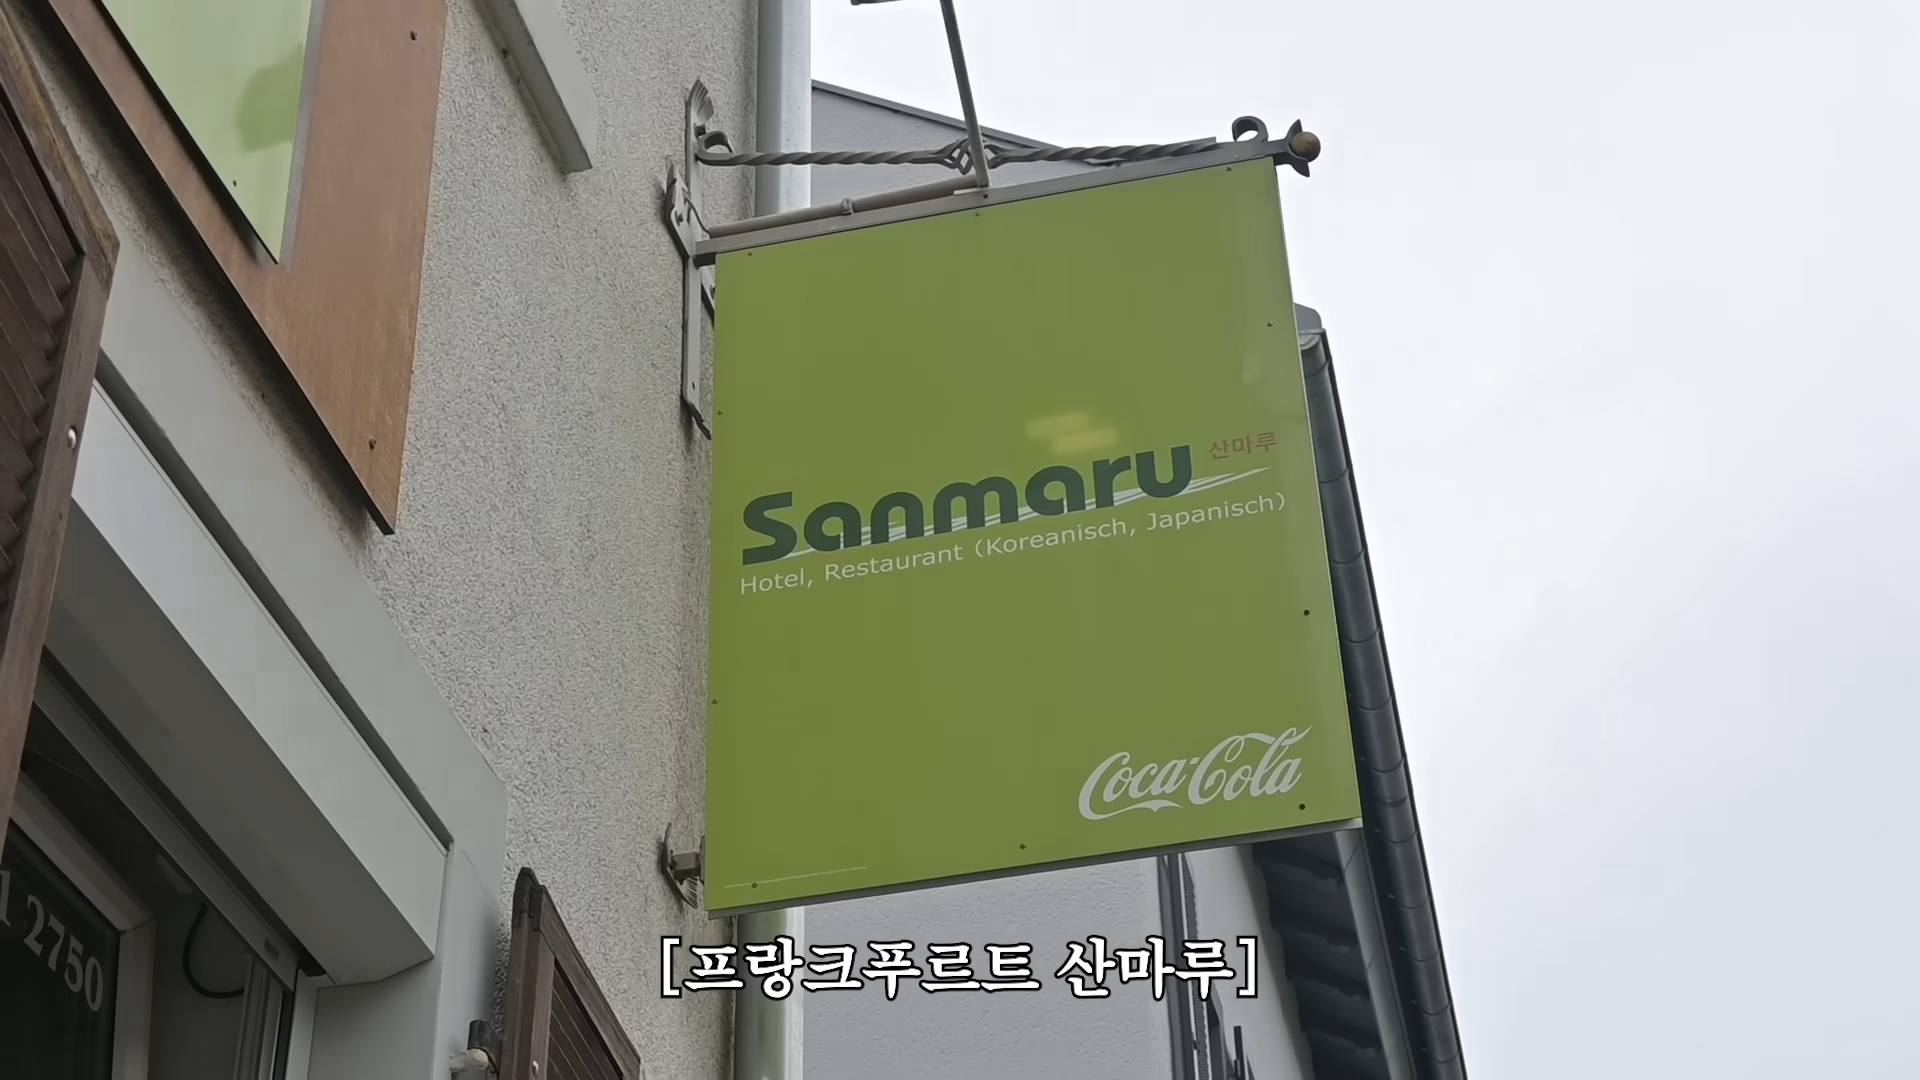 Sanmaru 산마루
Hotel, Restaurant (Koreanisch, Japanisch)
Coca-Cola
2750
[프랑크푸르트 산마루]